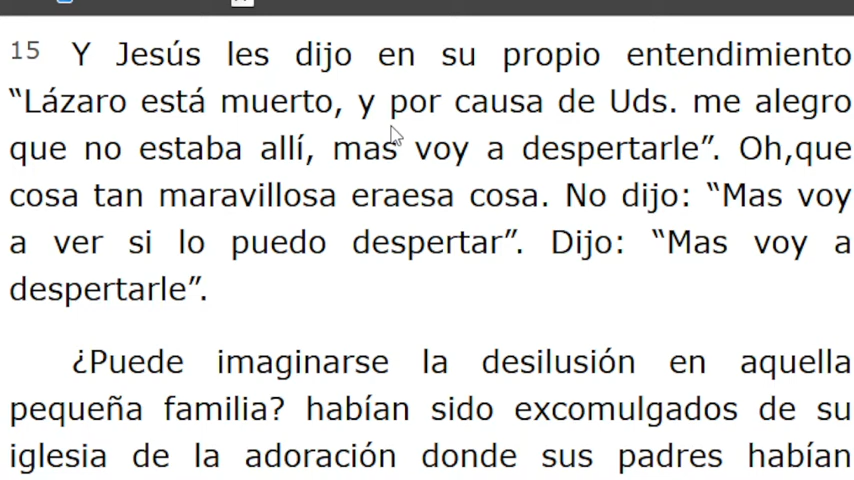 15 Y Jesús les dijo en su propio entendimiento
“Lázaro está muerto, y por causa de Uds. me alegro
que no estaba allí, mas voy a despertarle”. Oh,que
cosa tan maravillosa eraesa cosa. No dijo: “Mas voy
a ver si lo puedo despertar”. Dijo: “Mas voy a
despertarle”.
¿Puede imaginarse la desilusión en aquella
pequeña familia? habían sido excomulgados de su
iglesia de la adoración donde sus padres habían